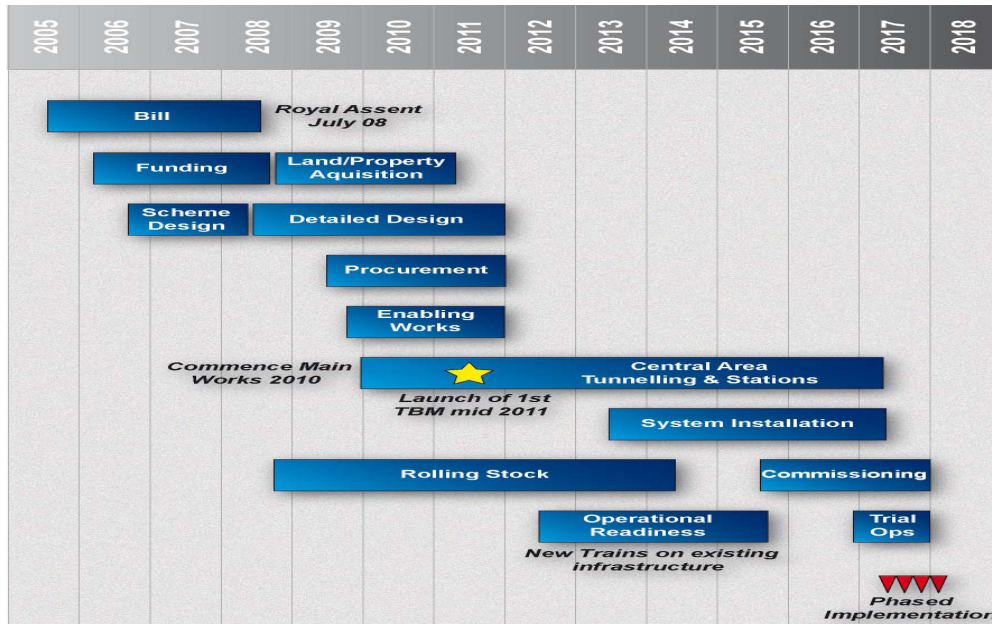 2005 2006 2007 2008 2009 2010 2011 2012 2013 2014 2015 2016 2017 2018
Bill
Royal Assent
July 08
Funding
Land/Property
Aquisition
Scheme
Design
Detailed Design
Procurement
Enabling
Works
Commence Main
Works 2010
Central Area
Tunnelling & Stations
Launch of 1st
TBM mid 2011
System Installation
Rolling Stock
Commissioning
Operational
Readiness
Trial
Ops
New Trains on existing
infrastructure
Phased
Implementation